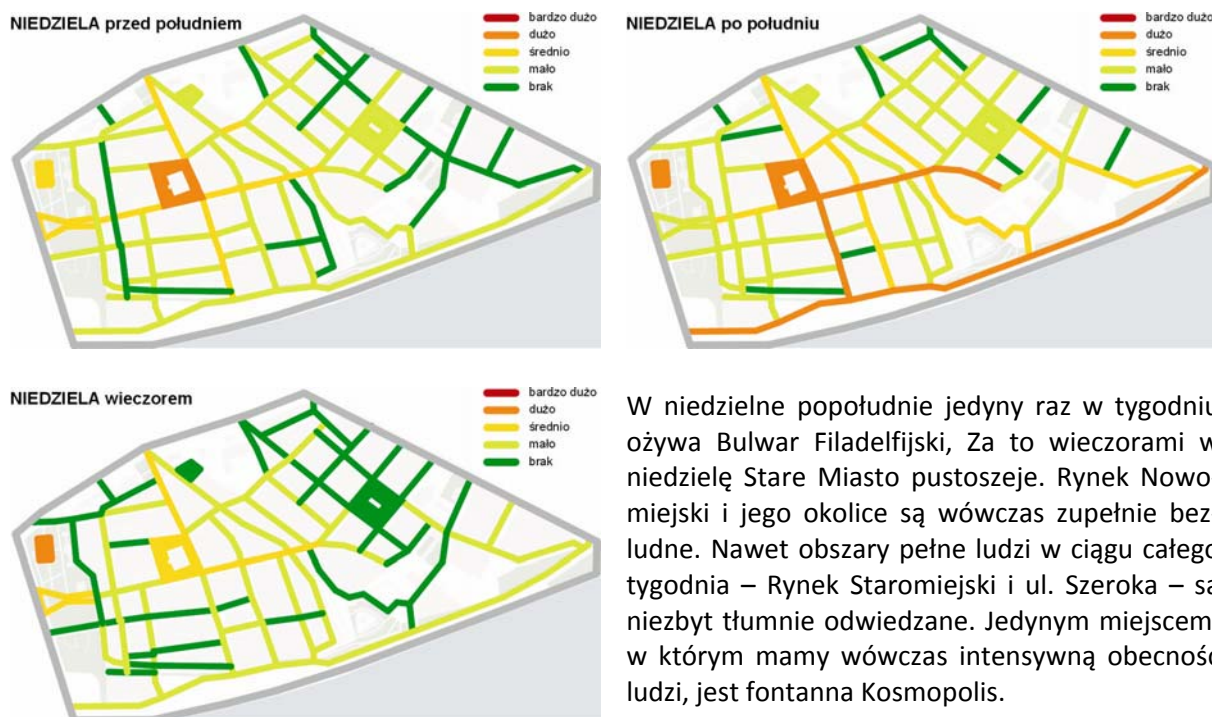 NIEDZIELA przed południem
bardzo dużo
dużo
średnio
mało
brak
NIEDZIELA po południu
bardzo dużo
dużo
średnio
mało
brak
NIEDZIELA wieczorem
bardzo dużo
dużo
średnio
mało
brak
W niedzielne popołudnie jedyny raz w tygodniu
ożywa Bulwar Filadelfijski, Za to wieczorami w
niedzielę Stare Miasto pustoszeje. Rynek Nowo-
miejski i jego okolice są wówczas zupełnie bez-
ludne. Nawet obszary pełne ludzi w ciągu całego
tygodnia – Rynek Staromiejski i ul. Szeroka – są
niezbyt tłumnie odwiedzane. Jedynym miejscem,
w którym mamy wówczas intensywną obecność
ludzi, jest fontanna Kosmopolis.